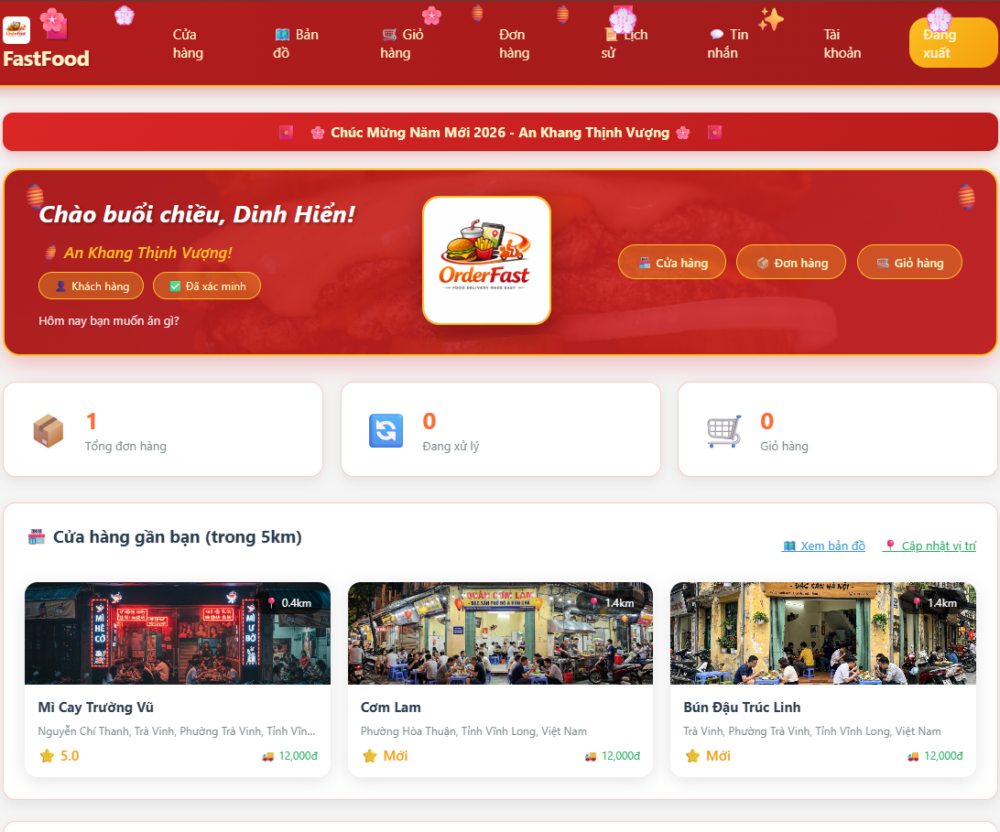 FastFood
Cửa hàng
Bản đồ
Giỏ hàng
Đơn hàng
Lịch sử
Tin nhắn
Tài khoản
Đăng xuất
Chúc Mừng Năm Mới 2026 - An Khang Thịnh Vượng
Chào buổi chiều, Dinh Hiển!
An Khang Thịnh Vượng!
Khách hàng
Đã xác minh
Hôm nay bạn muốn ăn gì?
OrderFast
FOOD DELIVERY MADE EASY
Cửa hàng
Đơn hàng
Giỏ hàng
1
Tổng đơn hàng
0
Đang xử lý
0
Giỏ hàng
Cửa hàng gần bạn (trong 5km)
Xem bản đồ
Cập nhật vị trí
0.4km
Mì Cay Trường Vũ
Nguyễn Chí Thanh, Trà Vinh, Phường Trà Vinh, Tỉnh Vĩn...
5.0
12,000đ
1.4km
Cơm Lam
Phường Hòa Thuận, Tỉnh Vĩnh Long, Việt Nam
Mới
12,000đ
ĐẶC SẢN HÀ NỘI
1.4km
Bún Đậu Trúc Linh
Trà Vinh, Phường Trà Vinh, Tỉnh Vĩnh Long, Việt Nam
Mới
12,000đ